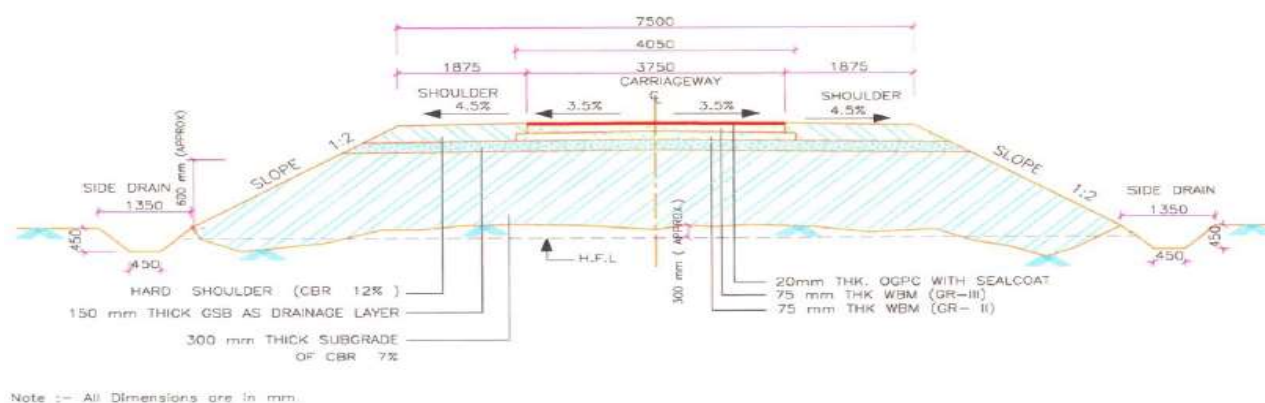 7500
4050
1875
3750
1875
CARRIAGEWAY
SHOULDER
℄
SHOULDER
4.5%
3.5%
3.5%
4.5%
600 mm (APPROX)
SLOPE 1:2
SLOPE 1:2
SIDE DRAIN
1350
SIDE DRAIN
1350
450
450
450
450
H.F.L
300 mm ( APPROX.)
HARD SHOULDER (CBR 12% )
150 mm THICK GSB AS DRAINAGE LAYER
300 mm THICK SUBGRADE
OF CBR 7%
20mm THK. OGPC WITH SEALCOAT
75 mm THK WBM (GR-III)
75 mm THK WBM (GR- II)
Note :- All Dimensions are in mm.